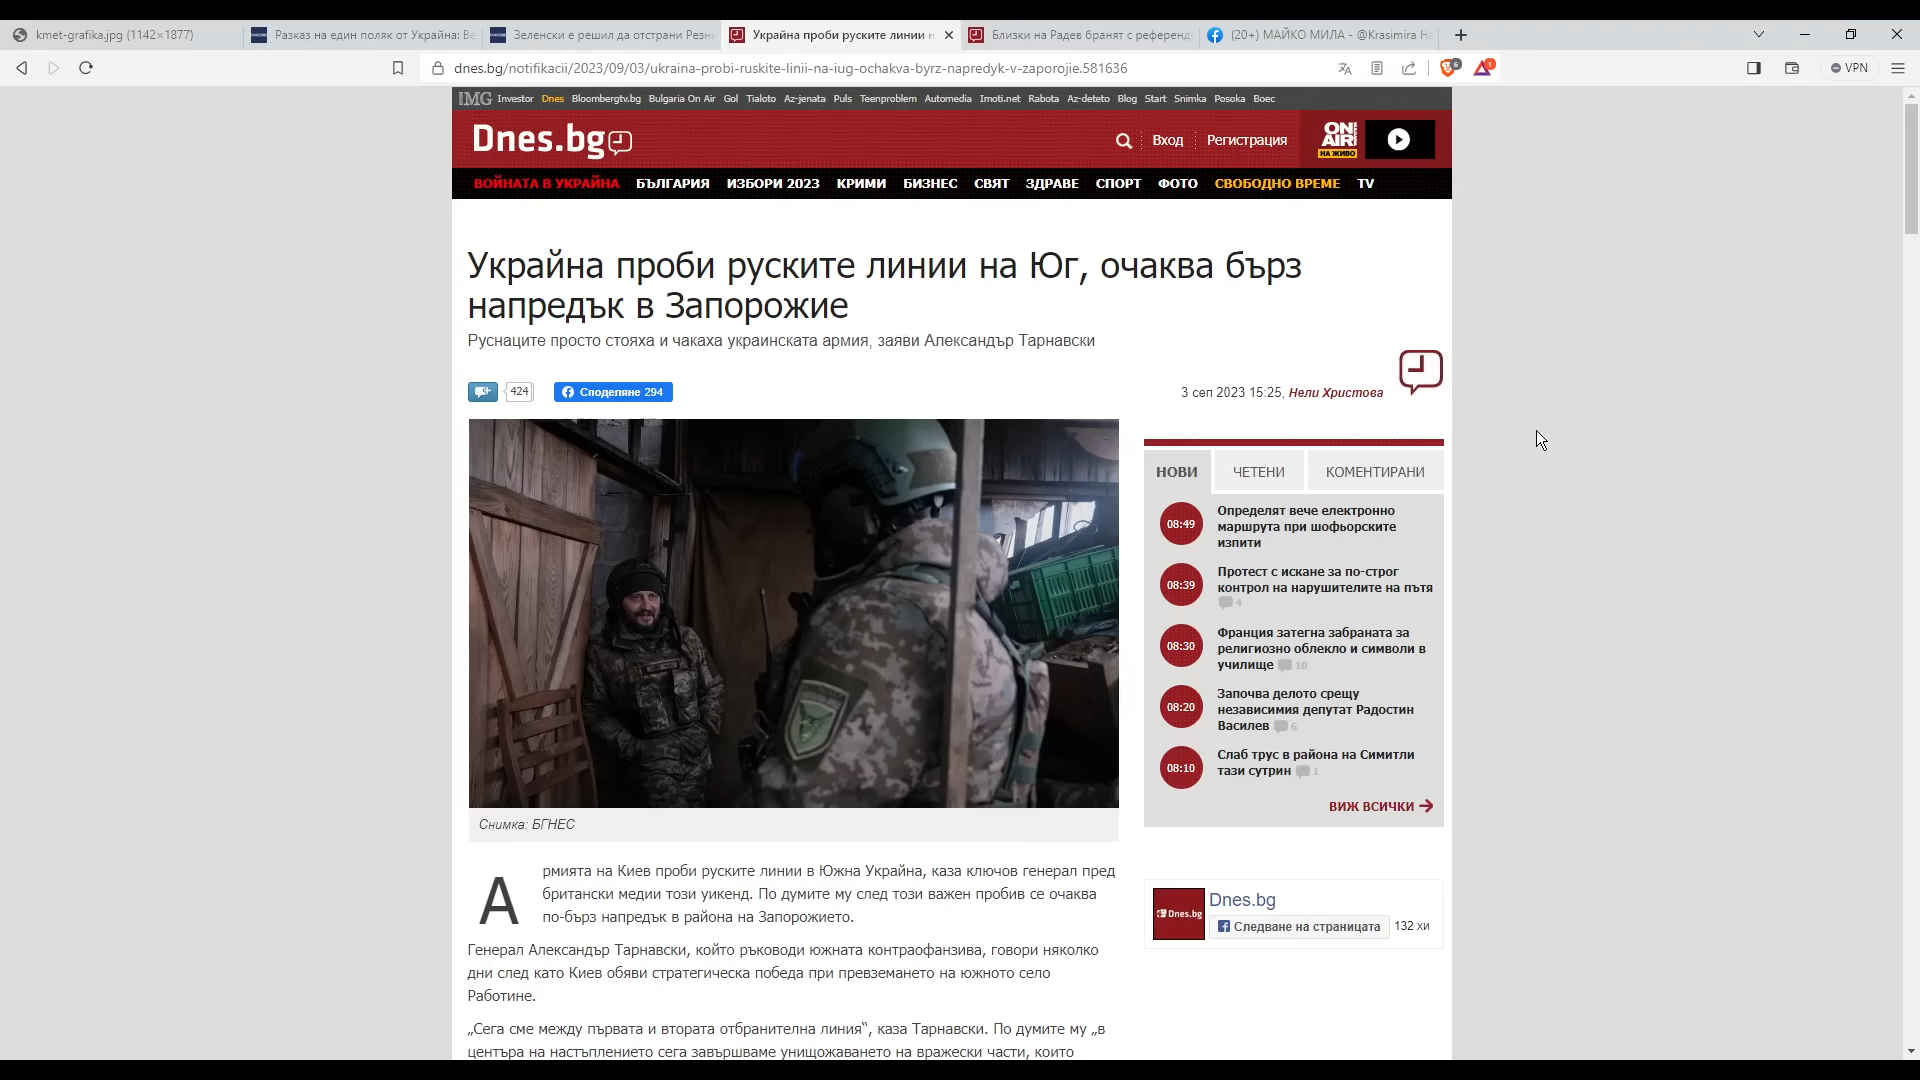 kmet-grafika.jpg (1142×1877)
Разказ на един поляк от Украйна: Ве
Зеленски е решил да отстрани Резни
Украйна проби руските линии н
Близки на Радев бранят с референд
(20+) МАЙКО МИЛА - @Krasimira На
dnes.bg/notifikacii/2023/09/03/ukraina-probi-ruskite-linii-na-iug-ochakva-byrz-napredyk-v-zaporojie.581636
6
1
VPN
IMG Investor Dnes Bloombergtv.bg Bulgaria On Air Gol Tialoto Az-jenata Puls Teenproblem Automedia Imoti.net Rabota Az-deteto Blog Start Snimka Posoka Boec
Dnes.bg
Вход
Регистрация
ON AIR!
НА ЖИВО
ВОЙНАТА В УКРАЙНА БЪЛГАРИЯ ИЗБОРИ 2023 КРИМИ БИЗНЕС СВЯТ ЗДРАВЕ СПОРТ ФОТО СВОБОДНО ВРЕМЕ TV
Украйна проби руските линии на Юг, очаква бърз
напредък в Запорожие
Руснаците просто стояха и чакаха украинската армия, заяви Александър Тарнавски
424
Споделяне 294
3 сеп 2023 15:25, Нели Христова
Снимка: БГНЕС
Армията на Киев проби руските линии в Южна Украйна, каза ключов генерал пред
британски медии този уикенд. По думите му след този важен пробив се очаква
по-бърз напредък в района на Запорожието.
Генерал Александър Тарнавски, който ръководи южната контраофанзива, говори няколко
дни след като Киев обяви стратегическа победа при превземането на южното село
Работине.
„Сега сме между първата и втората отбранителна линия“, каза Тарнавски. По думите му „в
центъра на настъплението сега завършваме унищожаването на вражески части, които
НОВИ
ЧЕТЕНИ
КОМЕНТИРАНИ
08:49
Определят вече електронно
маршрута при шофьорските
изпити
08:39
Протест с искане за по-строг
контрол на нарушителите на пътя
4
08:30
Франция затегна забраната за
религиозно облекло и символи в
училище 10
08:20
Започва делото срещу
независимия депутат Радостин
Василев 6
08:10
Слаб трус в района на Симитли
тази сутрин 1
ВИЖ ВСИЧКИ
Dnes.bg
Dnes.bg
Следване на страницата
132 хи